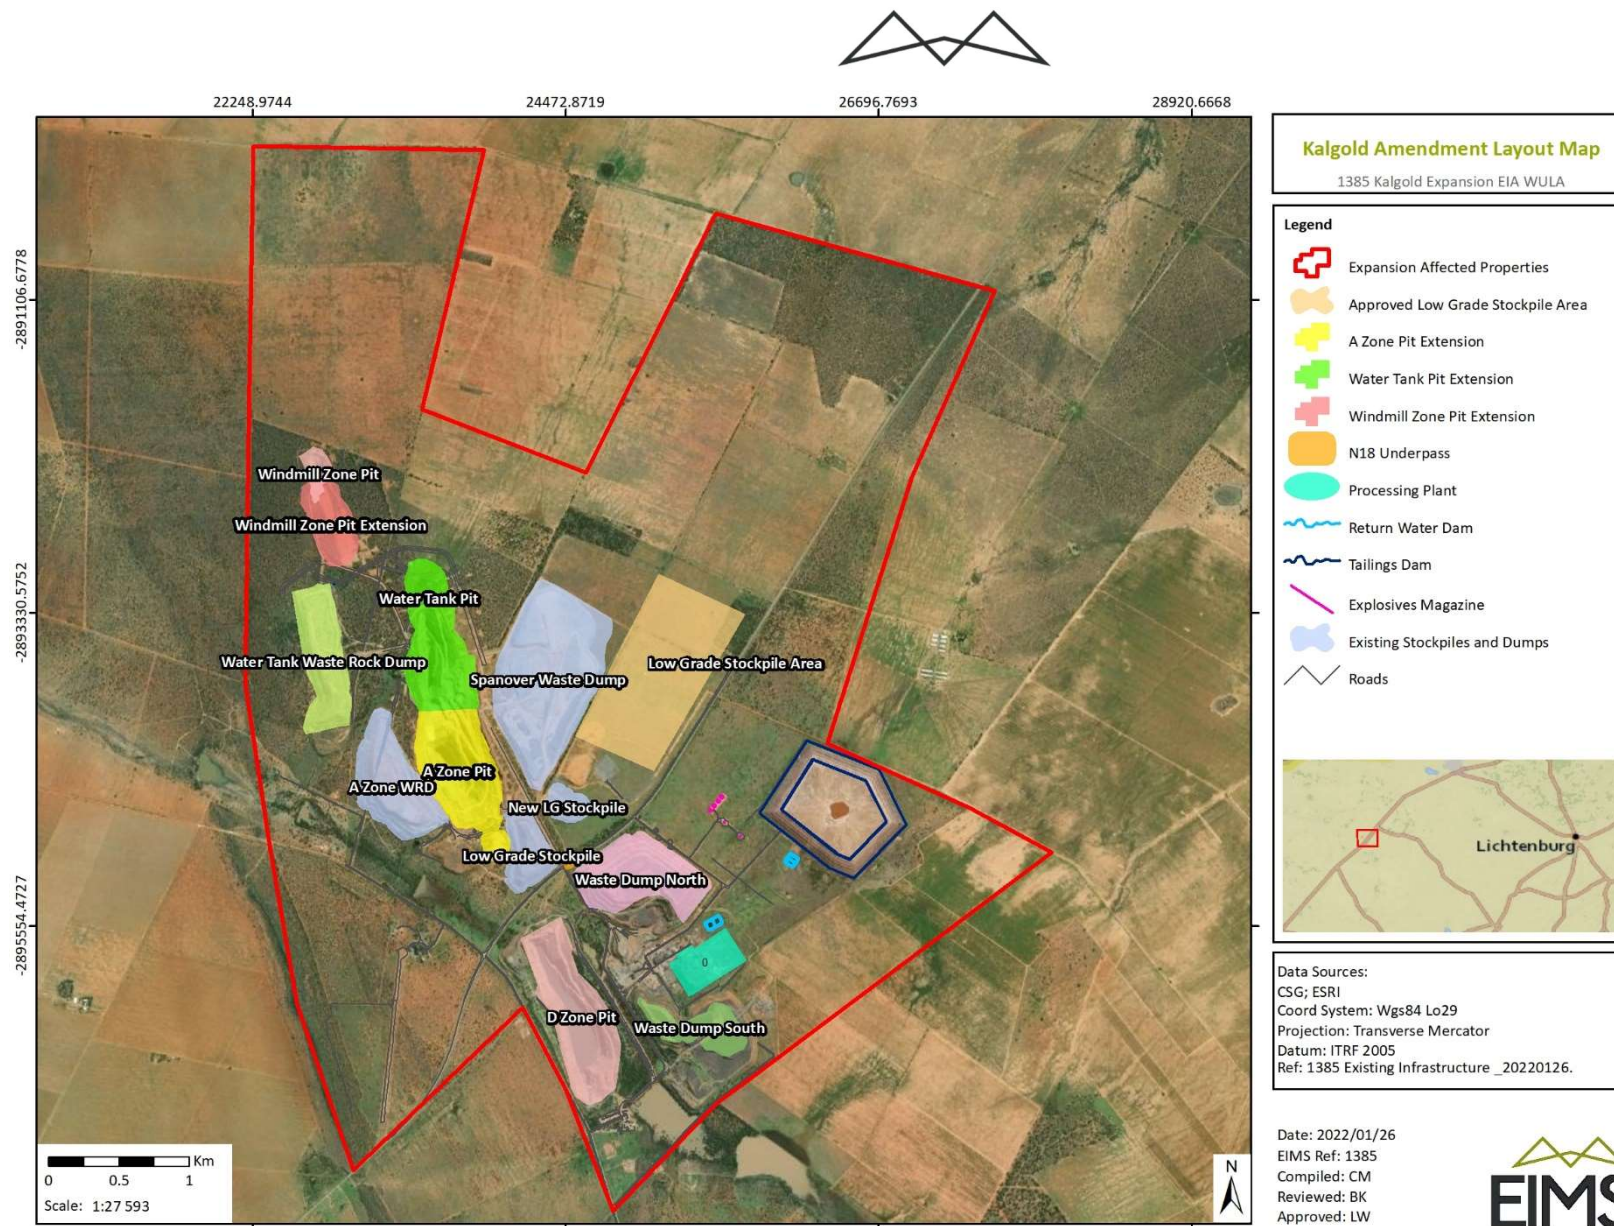 22248.9744
24472.8719
26696.7693
28920.6668
-2891106.6778
-2893330.5752
-2895554.4727
Windmill Zone Pit
Windmill Zone Pit Extension
Water Tank Pit
Water Tank Waste Rock Dump
Spanover Waste Dump
Low Grade Stockpile Area
A Zone Pit
A Zone WRD
New LG Stockpile
Low Grade Stockpile
Waste Dump North
0
D Zone Pit
Waste Dump South
Km
0 0.5 1
Scale: 1:27 593
N
Kalgold Amendment Layout Map
1385 Kalgold Expansion EIA WULA
Legend
Expansion Affected Properties
Approved Low Grade Stockpile Area
A Zone Pit Extension
Water Tank Pit Extension
Windmill Zone Pit Extension
N18 Underpass
Processing Plant
Return Water Dam
Tailings Dam
Explosives Magazine
Existing Stockpiles and Dumps
Roads
Lichtenburg
Data Sources:
CSG; ESRI
Coord System: Wgs84 Lo29
Projection: Transverse Mercator
Datum: ITRF 2005
Ref: 1385 Existing Infrastructure _20220126.
Date: 2022/01/26
EIMS Ref: 1385
Compiled: CM
Reviewed: BK
Approved: LW
EIMS